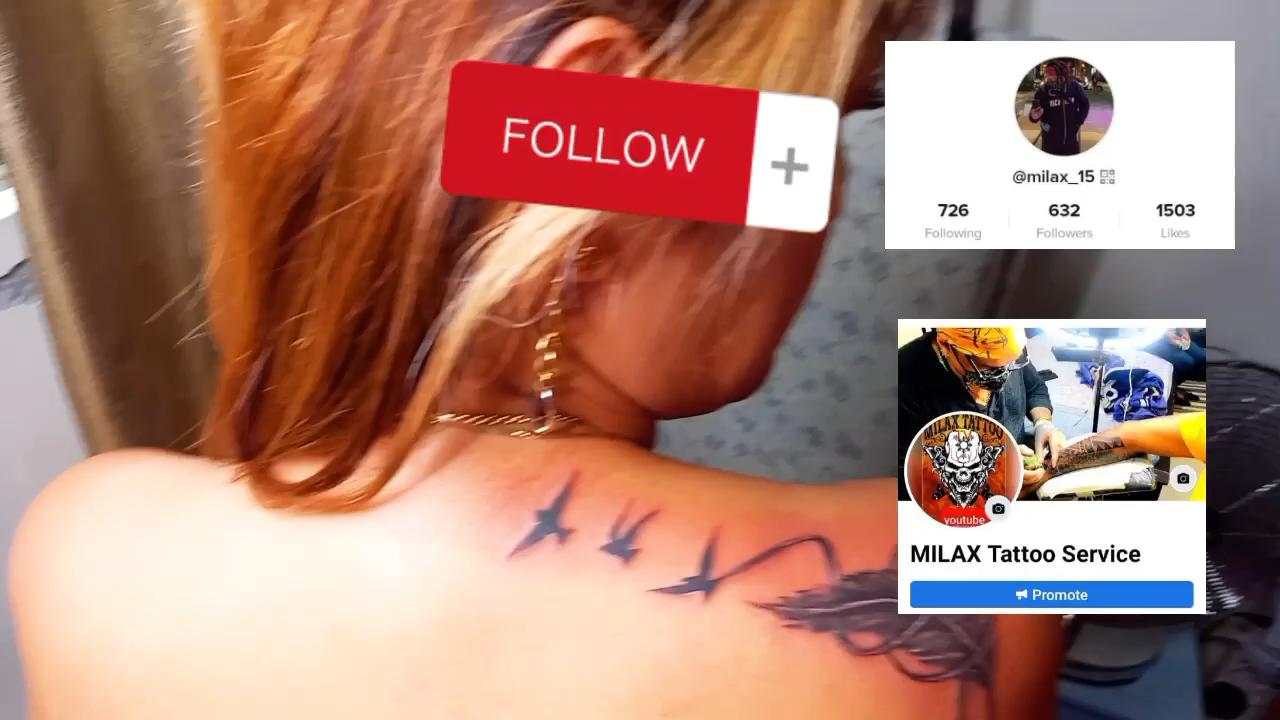 FOLLOW
@milax_15
726
632
1503
Following
Followers
Likes
MILAX TATTOO
youtube
MILAX Tattoo Service
Promote